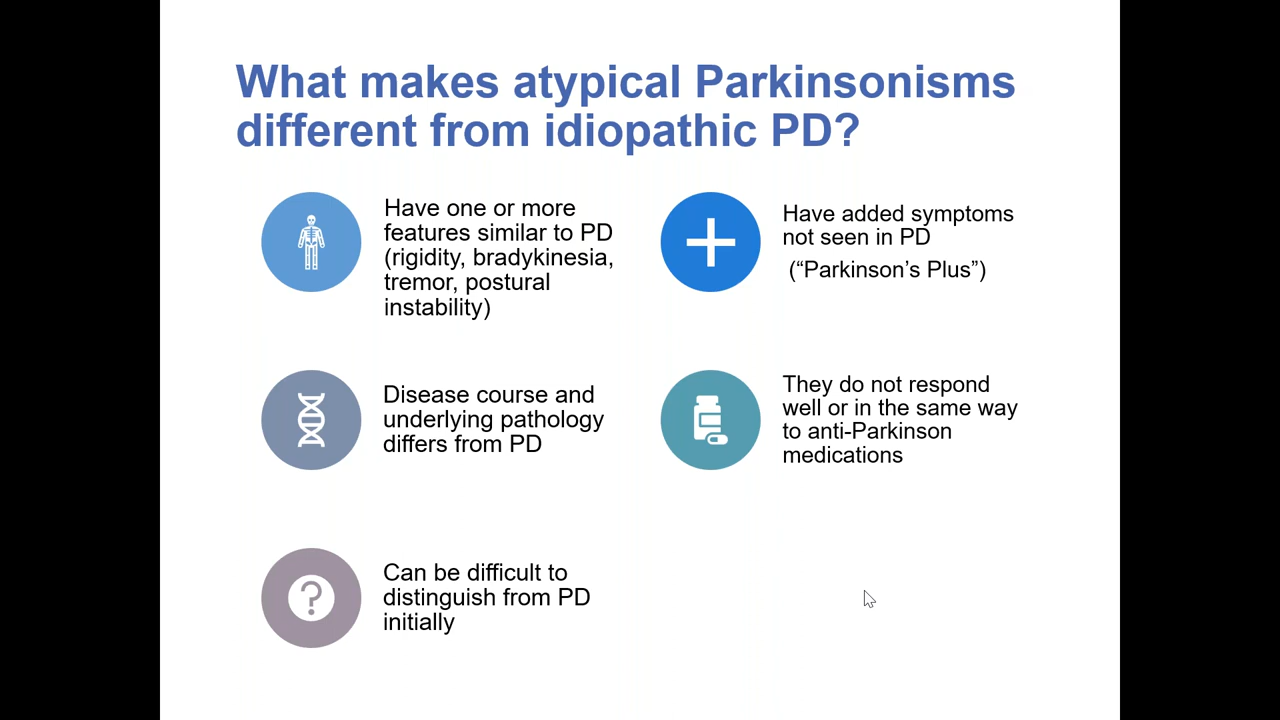 What makes atypical Parkinsonisms
different from idiopathic PD?
Have one or more
features similar to PD
(rigidity, bradykinesia,
tremor, postural
instability)
Have added symptoms
not seen in PD
(“Parkinson’s Plus”)
Disease course and
underlying pathology
differs from PD
They do not respond
well or in the same way
to anti-Parkinson
medications
Can be difficult to
distinguish from PD
initially